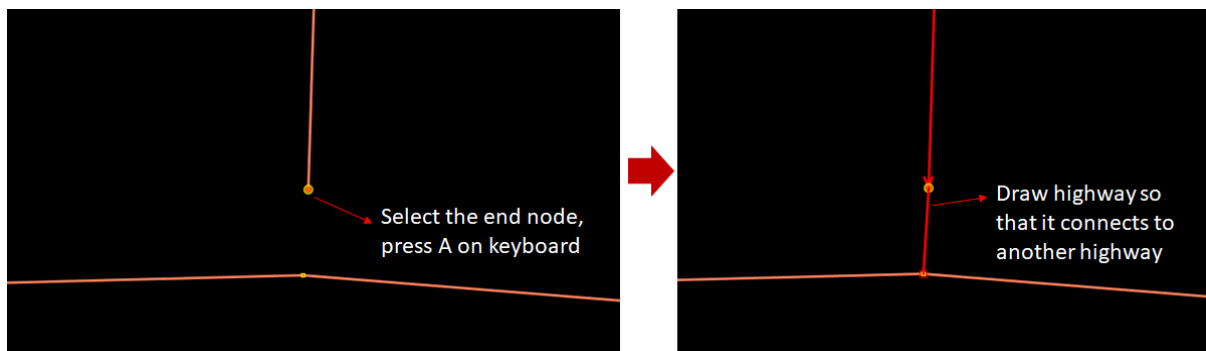 Select the end node,
press A on keyboard
Draw highway so
that it connects to
another highway